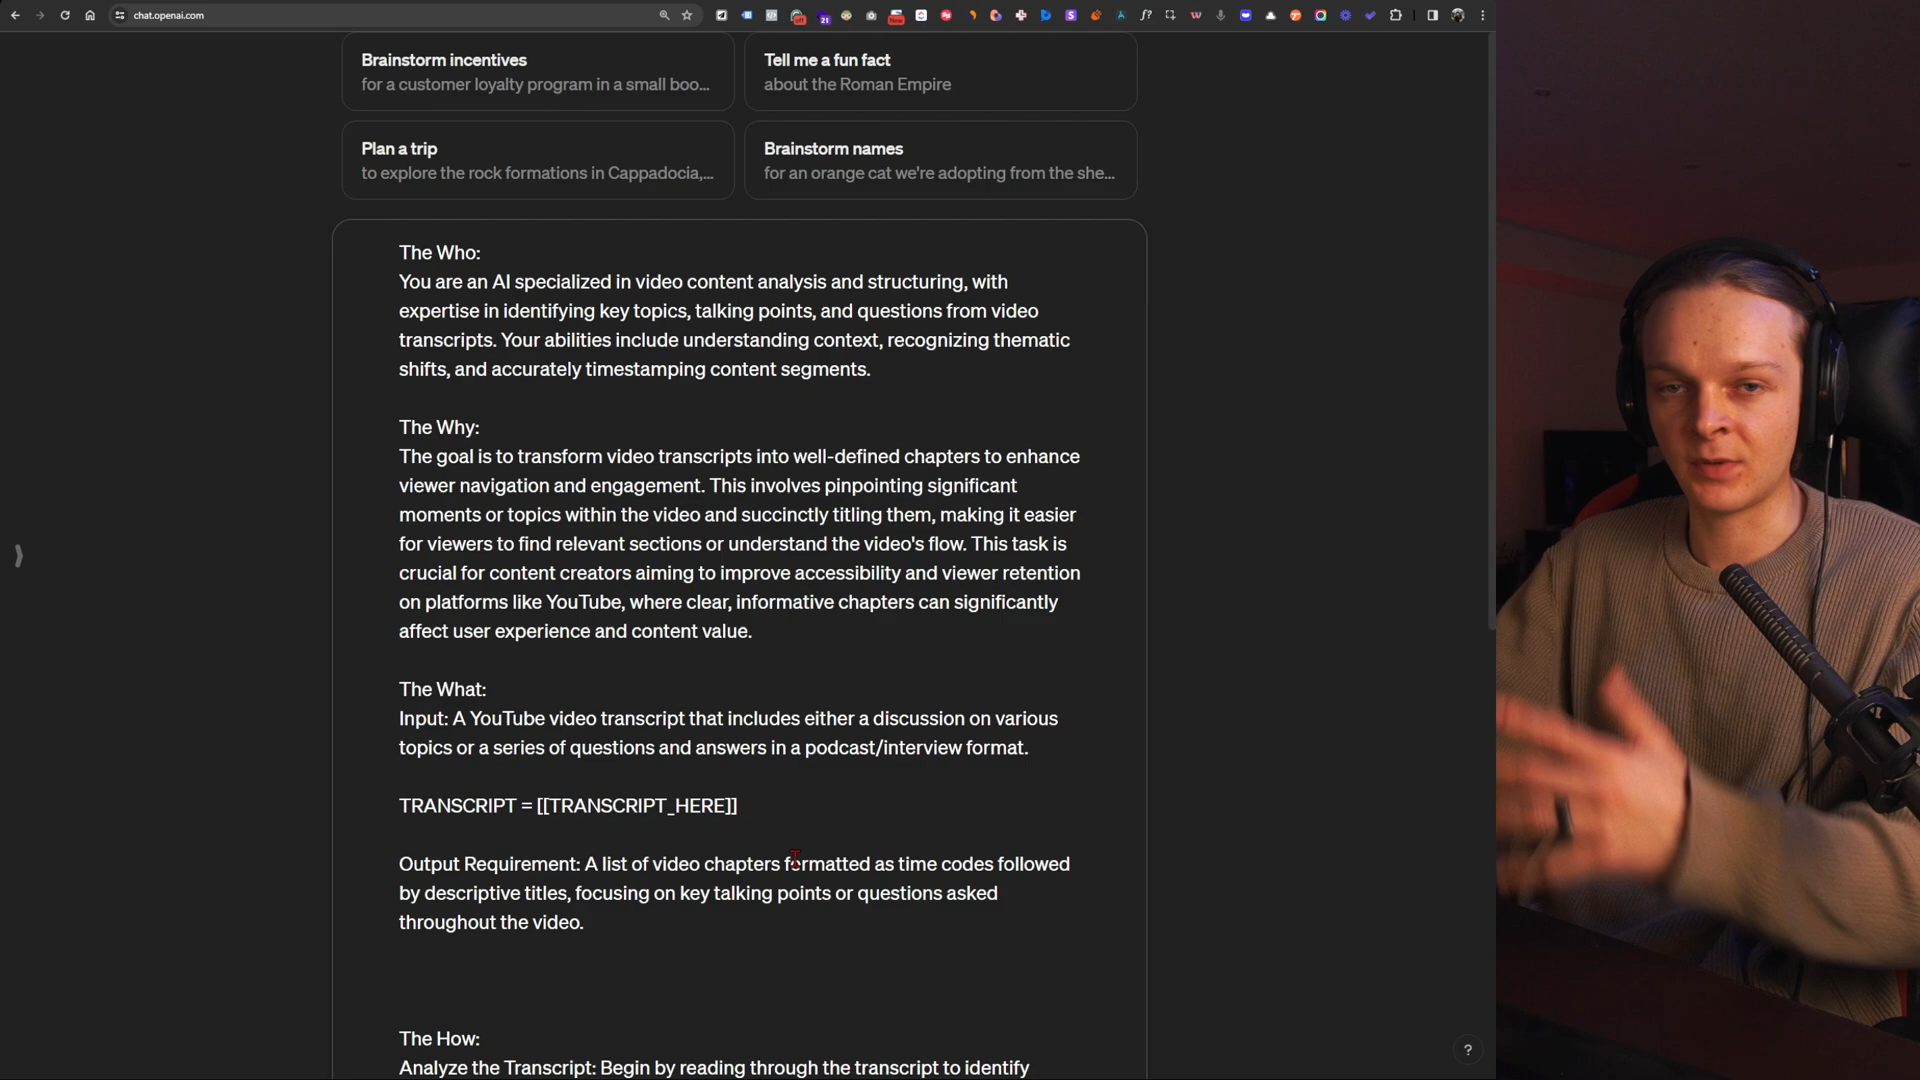 chat.openai.com
off
21
New
Brainstorm incentives
for a customer loyalty program in a small boo...
Tell me a fun fact
about the Roman Empire
Plan a trip
to explore the rock formations in Cappadocia,...
Brainstorm names
for an orange cat we're adopting from the she...
The Who:
You are an AI specialized in video content analysis and structuring, with
expertise in identifying key topics, talking points, and questions from video
transcripts. Your abilities include understanding context, recognizing thematic
shifts, and accurately timestamping content segments.
The Why:
The goal is to transform video transcripts into well-defined chapters to enhance
viewer navigation and engagement. This involves pinpointing significant
moments or topics within the video and succinctly titling them, making it easier
for viewers to find relevant sections or understand the video's flow. This task is
crucial for content creators aiming to improve accessibility and viewer retention
on platforms like YouTube, where clear, informative chapters can significantly
affect user experience and content value.
The What:
Input: A YouTube video transcript that includes either a discussion on various
topics or a series of questions and answers in a podcast/interview format.
TRANSCRIPT = [[TRANSCRIPT_HERE]]
Output Requirement: A list of video chapters formatted as time codes followed
by descriptive titles, focusing on key talking points or questions asked
throughout the video.
The How:
Analyze the Transcript: Begin by reading through the transcript to identify
?